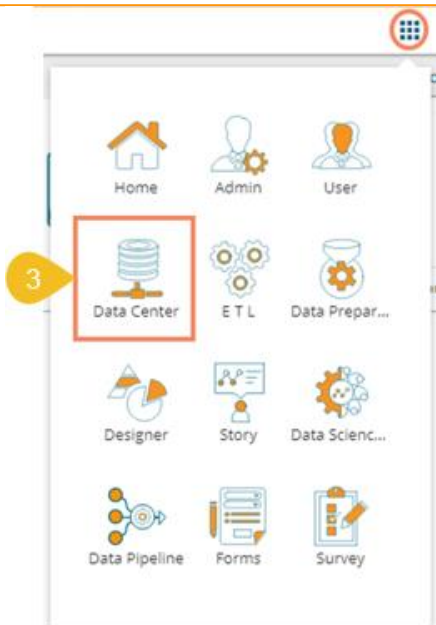 Home Admin User
3
Data Center E T L Data Prepar...
Designer Story Data Scienc...
Data Pipeline Forms Survey